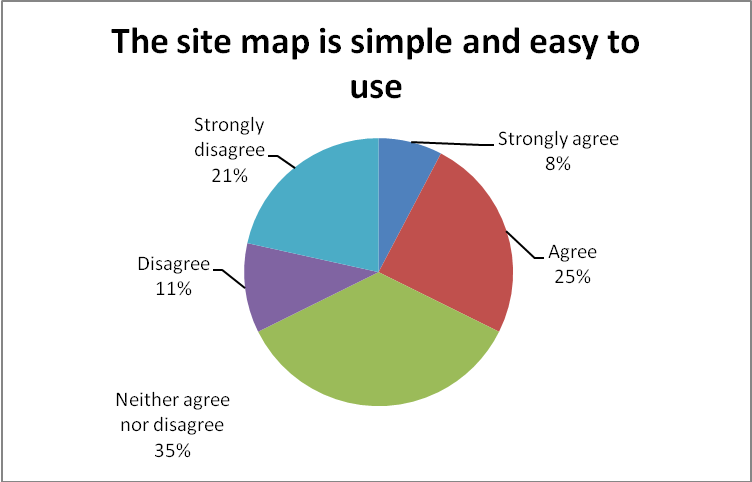 The site map is simple and easy to
use
Strongly agree
8%
Agree
25%
Neither agree
nor disagree
35%
Disagree
11%
Strongly
disagree
21%